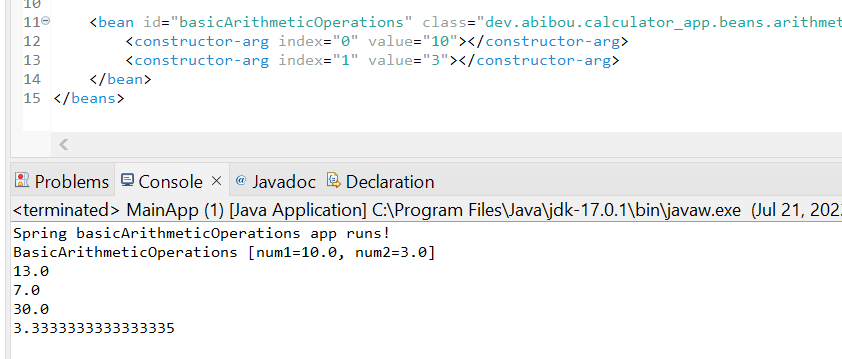 10
11 <bean id="basicArithmeticOperations" class="dev.abibou.calculator_app.beans.arithmet
12 <constructor-arg index="0" value="10"></constructor-arg>
13 <constructor-arg index="1" value="3"></constructor-arg>
14 </bean>
15 </beans>
Problems Console Javadoc Declaration
<terminated> MainApp (1) [Java Application] C:\Program Files\Java\jdk-17.0.1\bin\javaw.exe (Jul 21, 202
Spring basicArithmeticOperations app runs!
BasicArithmeticOperations [num1=10.0, num2=3.0]
13.0
7.0
30.0
3.3333333333333335